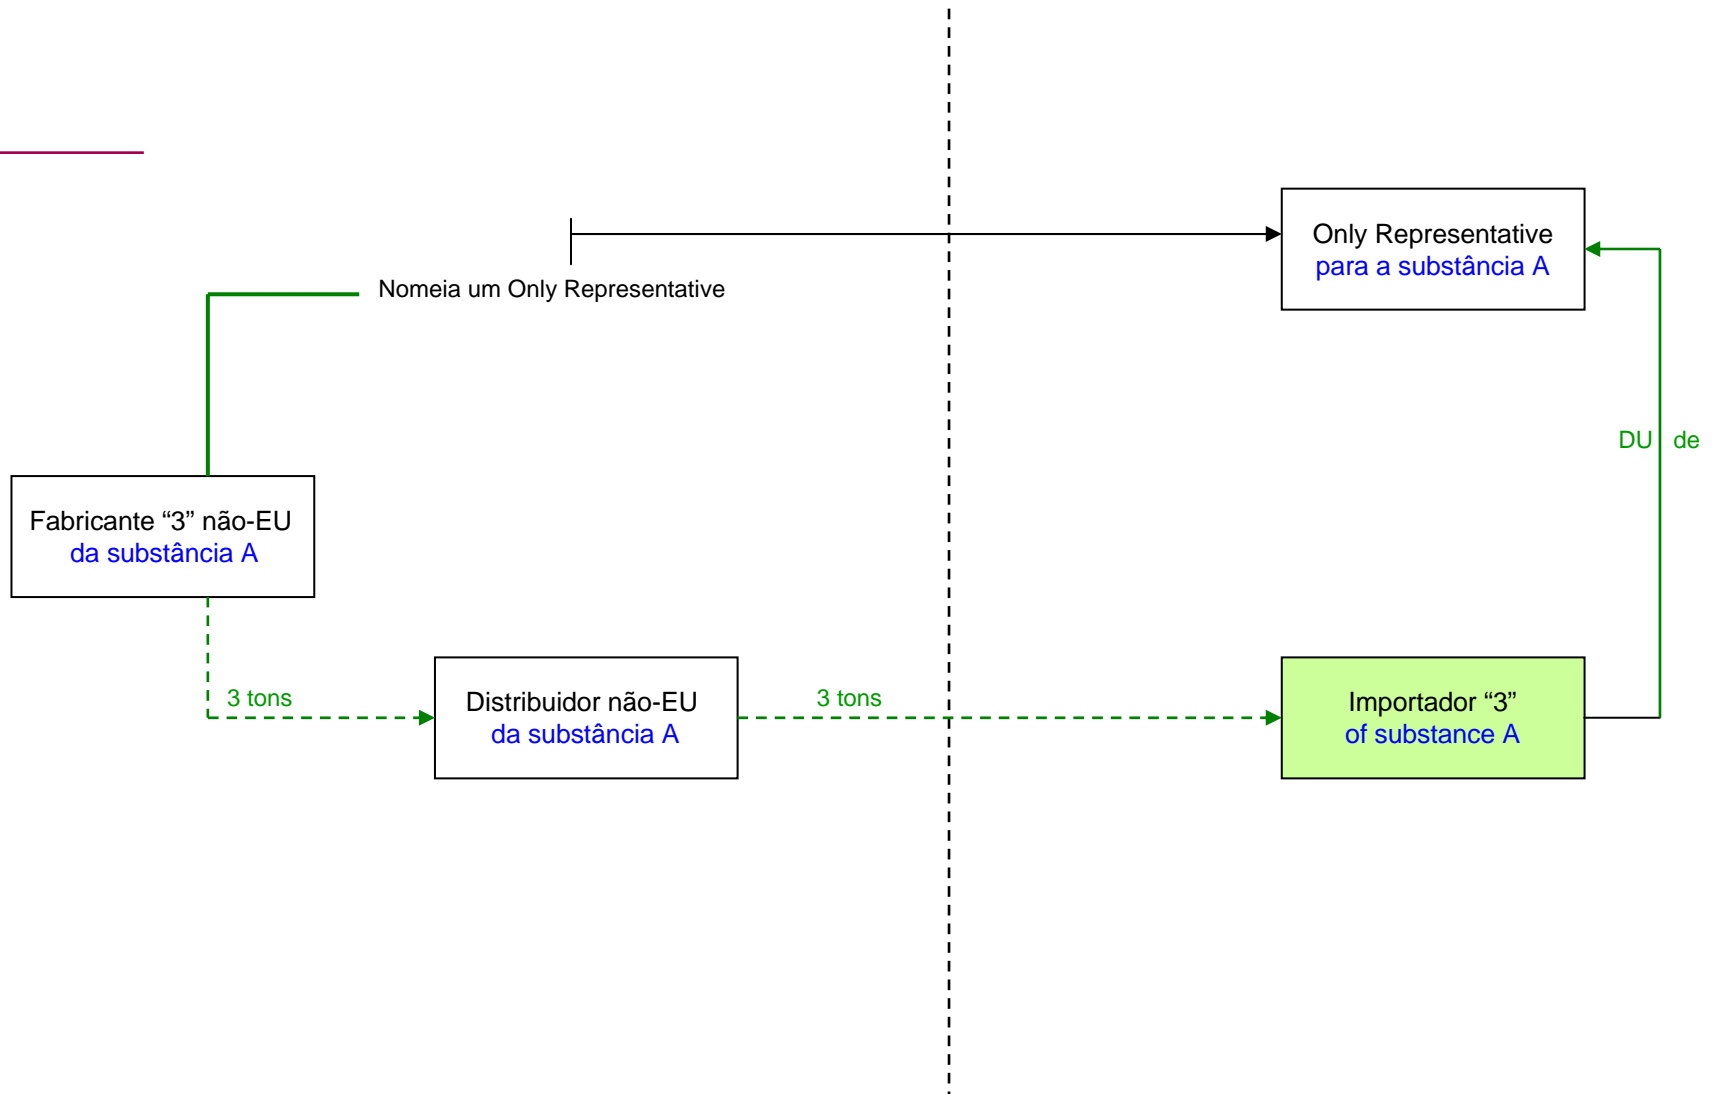 Only Representative
para a substância A
Nomeia um Only Representative
DU de
Fabricante “3” não-EU
da substância A
3 tons
Distribuidor não-EU
da substância A
3 tons
Importador “3”
of substance A